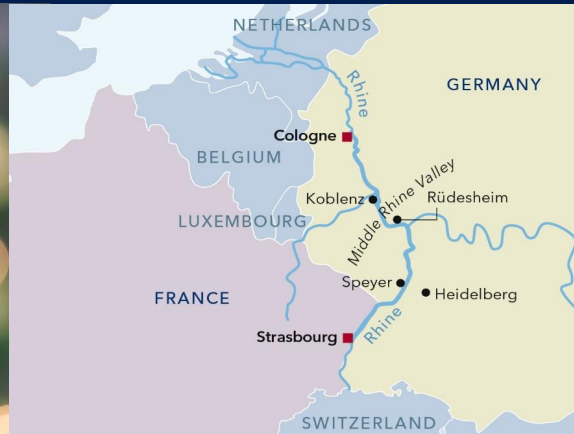 NETHERLANDS
Rhine
GERMANY
Cologne
BELGIUM
Middle Rhine Valley
Koblenz
Rüdesheim
LUXEMBOURG
Speyer
Heidelberg
FRANCE
Strasbourg
Rhine
SWITZERLAND